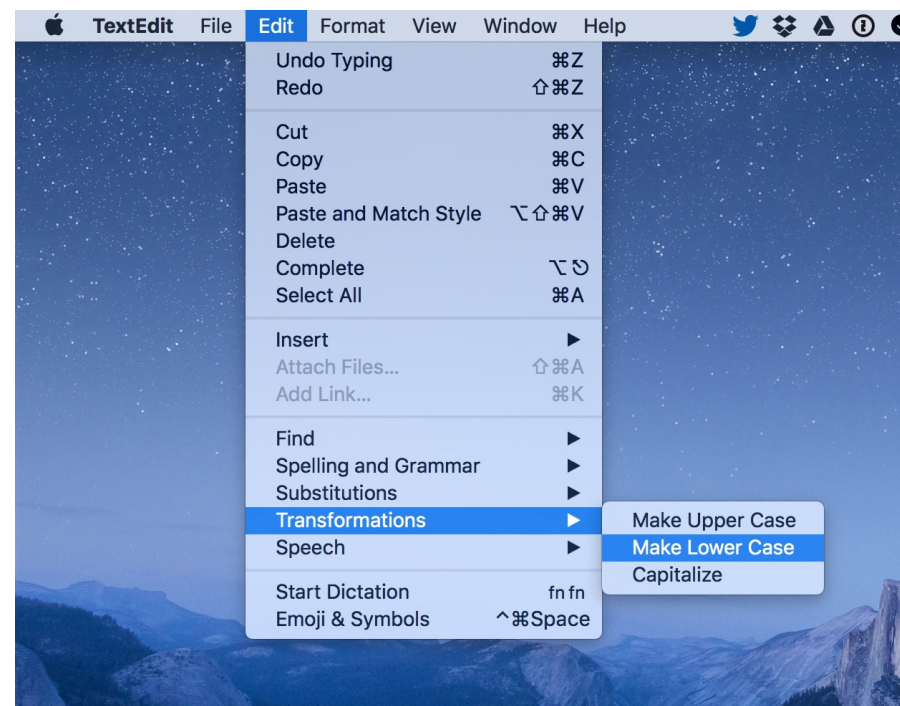 TextEdit File Edit Format View Window Help
Undo Typing ⌘Z
Redo ⇧⌘Z
Cut ⌘X
Copy ⌘C
Paste ⌘V
Paste and Match Style ⌥⇧⌘V
Delete
Complete ⌥⎋
Select All ⌘A
Insert ▶
Attach Files... ⇧⌘A
Add Link... ⌘K
Find ▶
Spelling and Grammar ▶
Substitutions ▶
Transformations ▶ Make Upper Case
Speech ▶ Make Lower Case
Capitalize
Start Dictation fn fn
Emoji & Symbols ^⌘Space